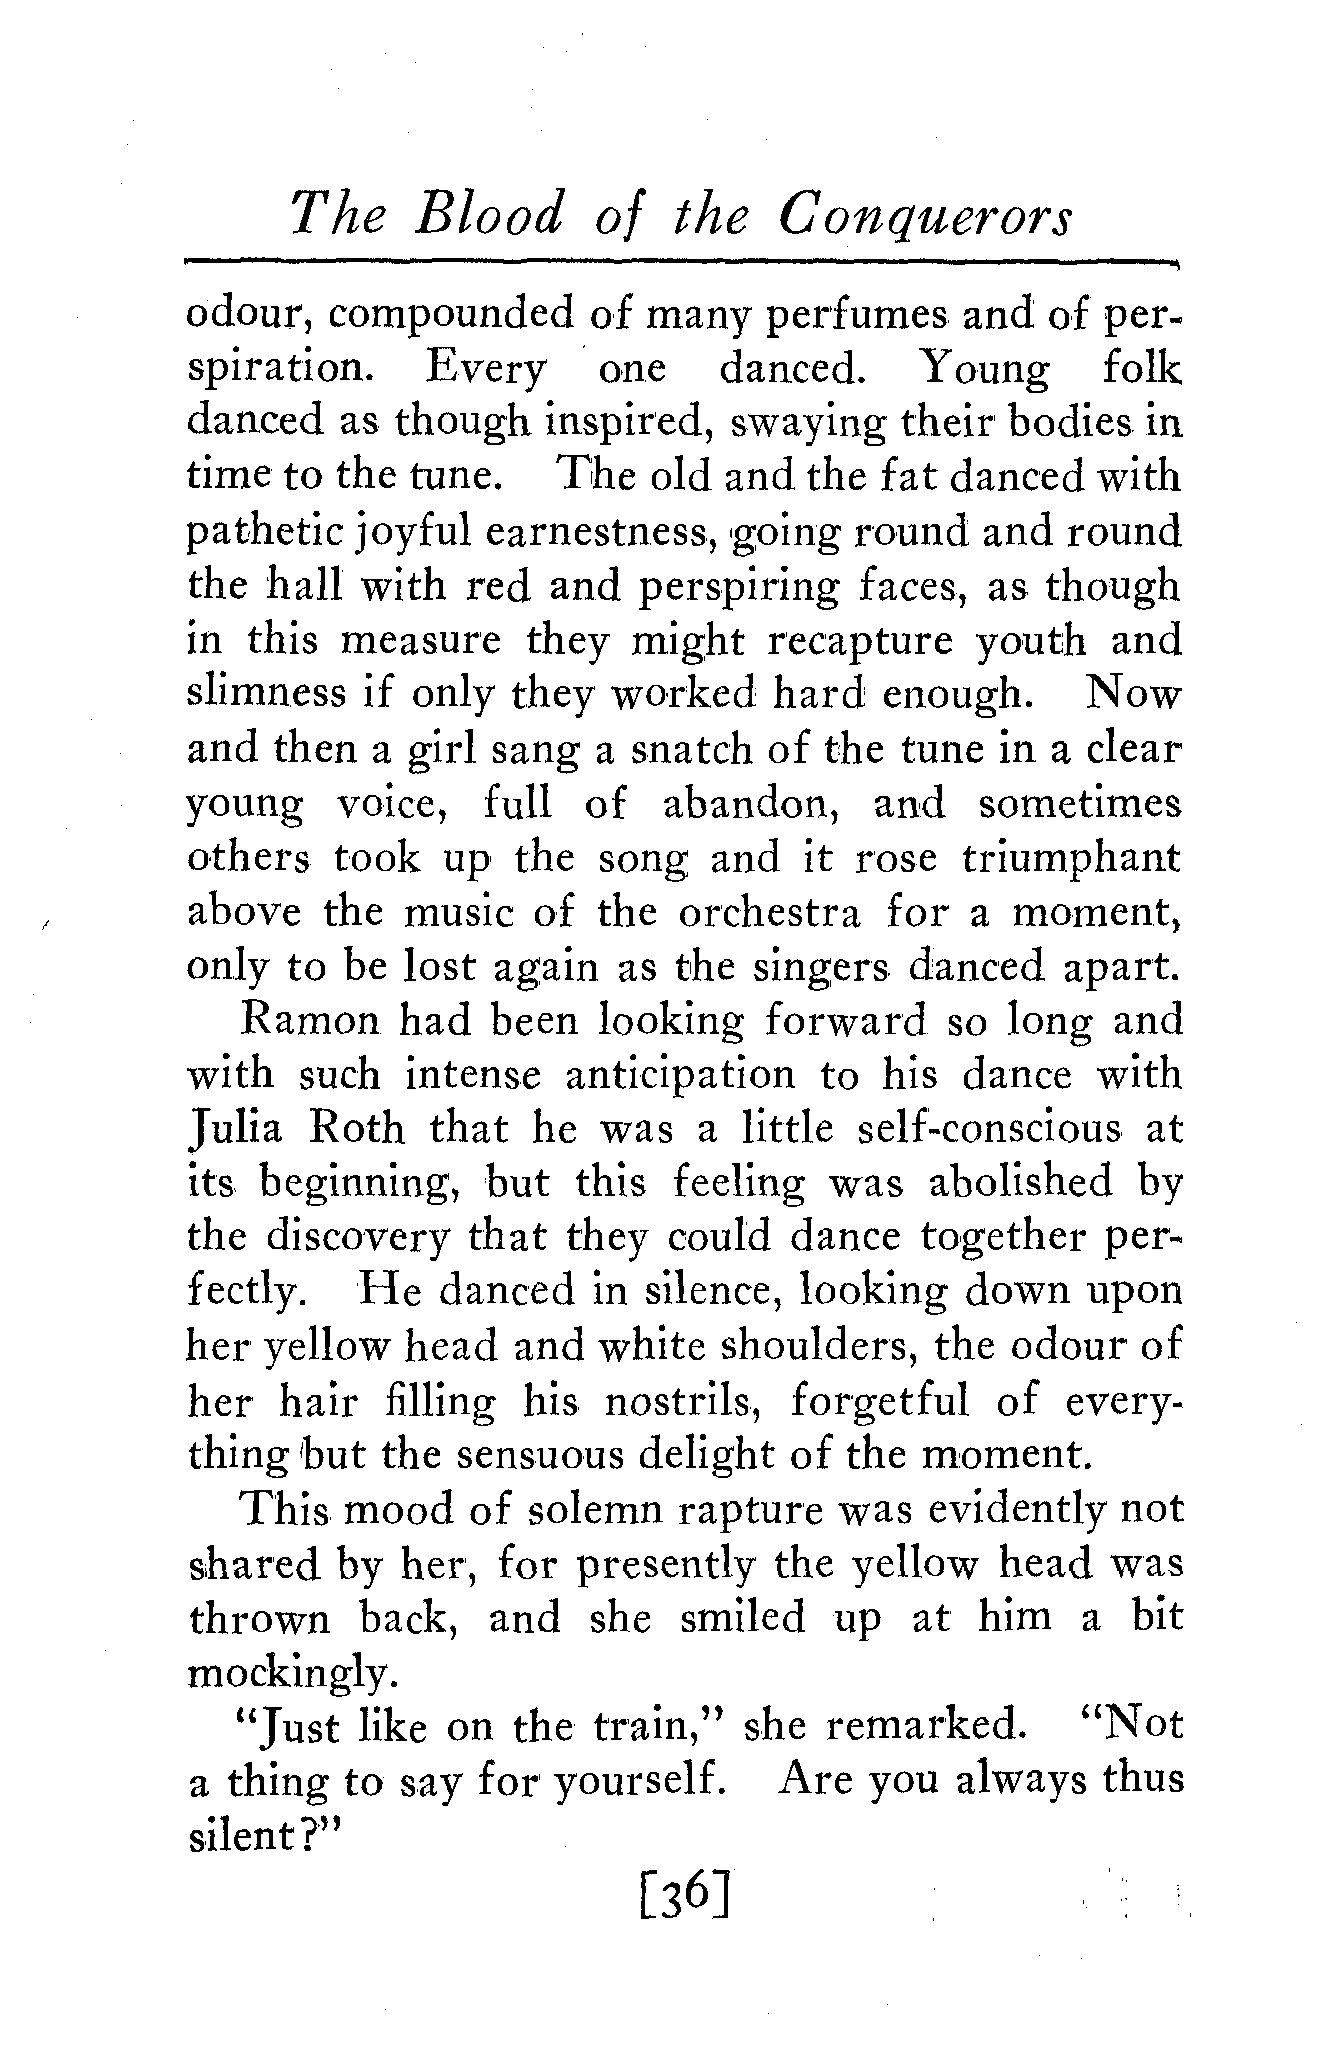 The Blood of the Conquerors
odour, compounded of many perfumes and of per-
spiration. Every one danced. Young folk
danced as though inspired, swaying their bodies in
time to the tune. The old and the fat danced with
pathetic joyful earnestness, going round and round
the hall with red and perspiring faces, as though
in this measure they might recapture youth and
slimness if only they worked hard enough. Now
and then a girl sang a snatch of the tune in a clear
young voice, full of abandon, and sometimes
others took up the song and it rose triumphant
above the music of the orchestra for a moment,
only to be lost again as the singers danced apart.
Ramon had been looking forward so long and
with such intense anticipation to his dance with
Julia Roth that he was a little self-conscious at
its beginning, but this feeling was abolished by
the discovery that they could dance together per-
fectly. He danced in silence, looking down upon
her yellow head and white shoulders, the odour of
her hair filling his nostrils, forgetful of every-
thing but the sensuous delight of the moment.
This mood of solemn rapture was evidently not
shared by her, for presently the yellow head was
thrown back, and she smiled up at him a bit
mockingly.
"Just like on the train," she remarked. "Not
a thing to say for yourself. Are you always thus
silent?"
[36]